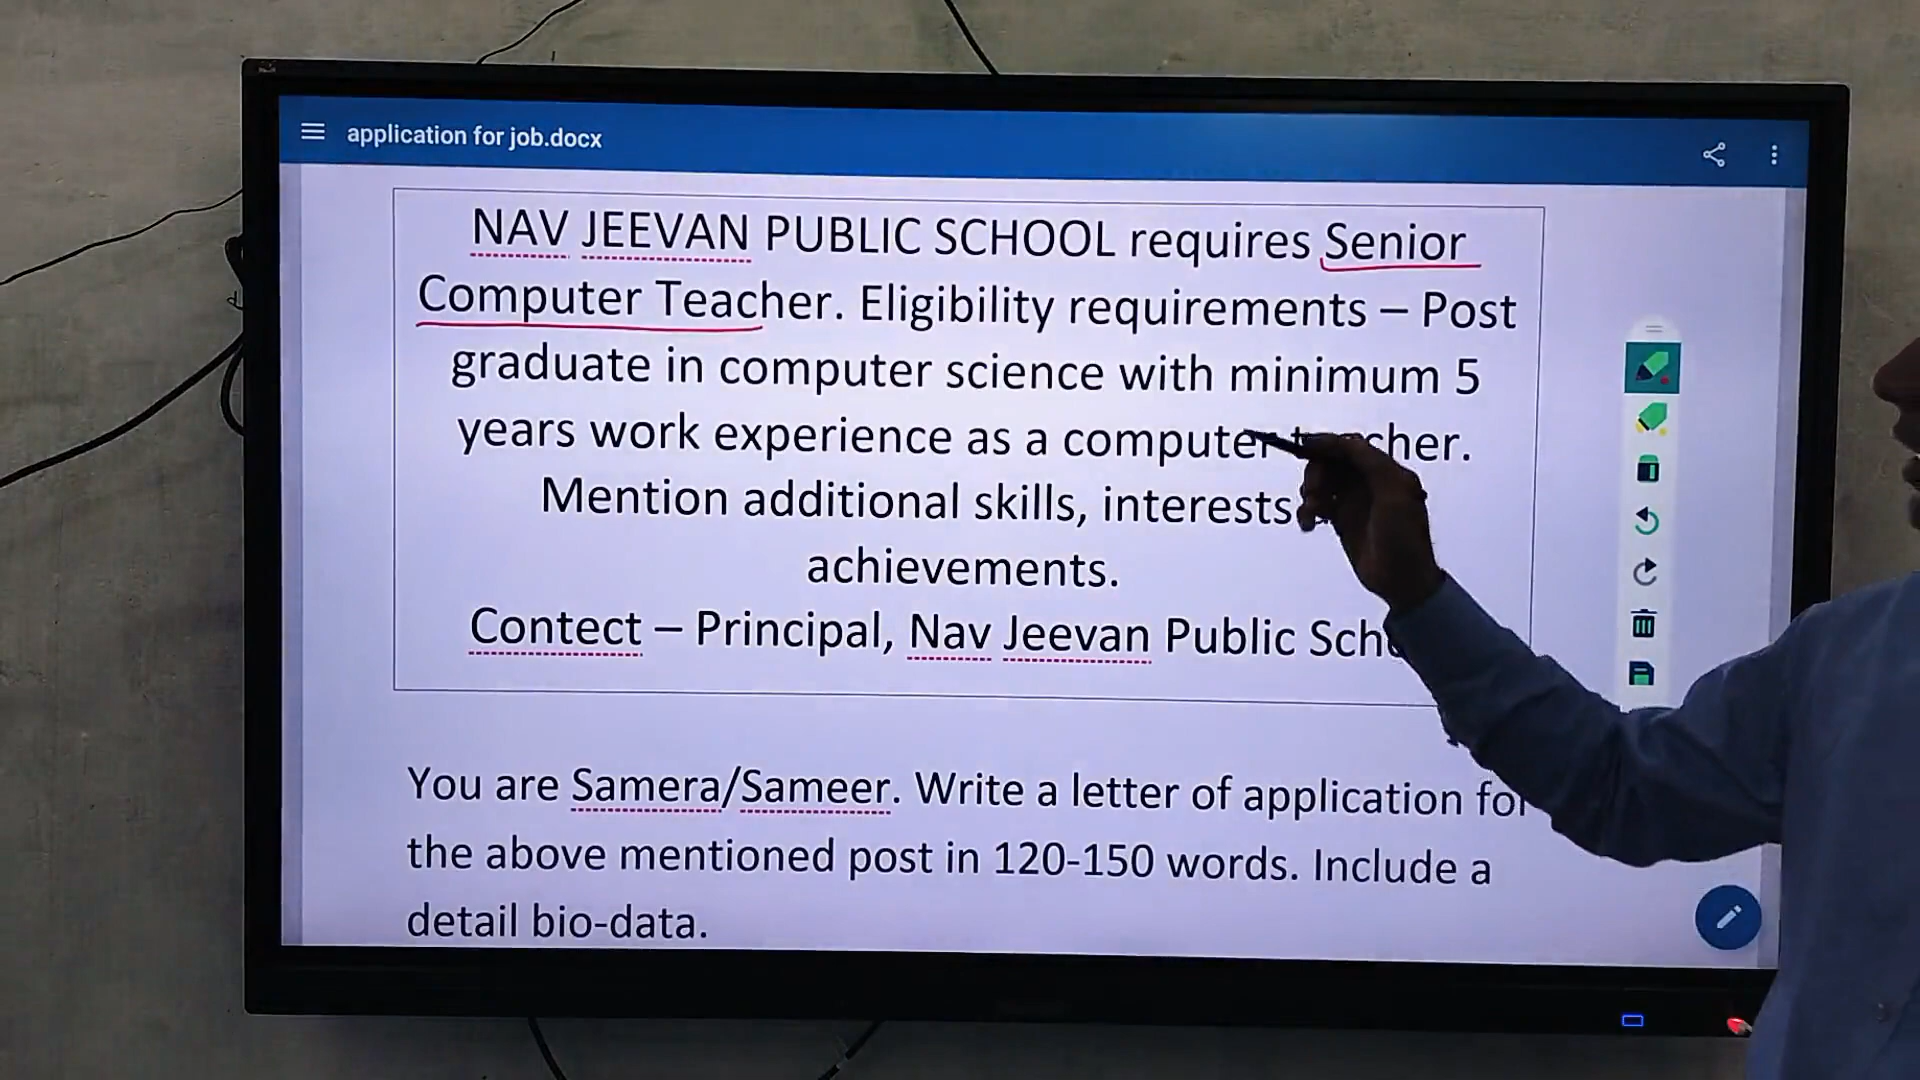 application for job.docx
NAV JEEVAN PUBLIC SCHOOL requires Senior
Computer Teacher. Eligibility requirements – Post
graduate in computer science with minimum 5
years work experience as a computer
Mention additional skills, interests
achievements.
Contect – Principal, Nav Jeevan Public
You are Samera/Sameer. Write a letter of application for
the above mentioned post in 120-150 words. Include a
detail bio-data.